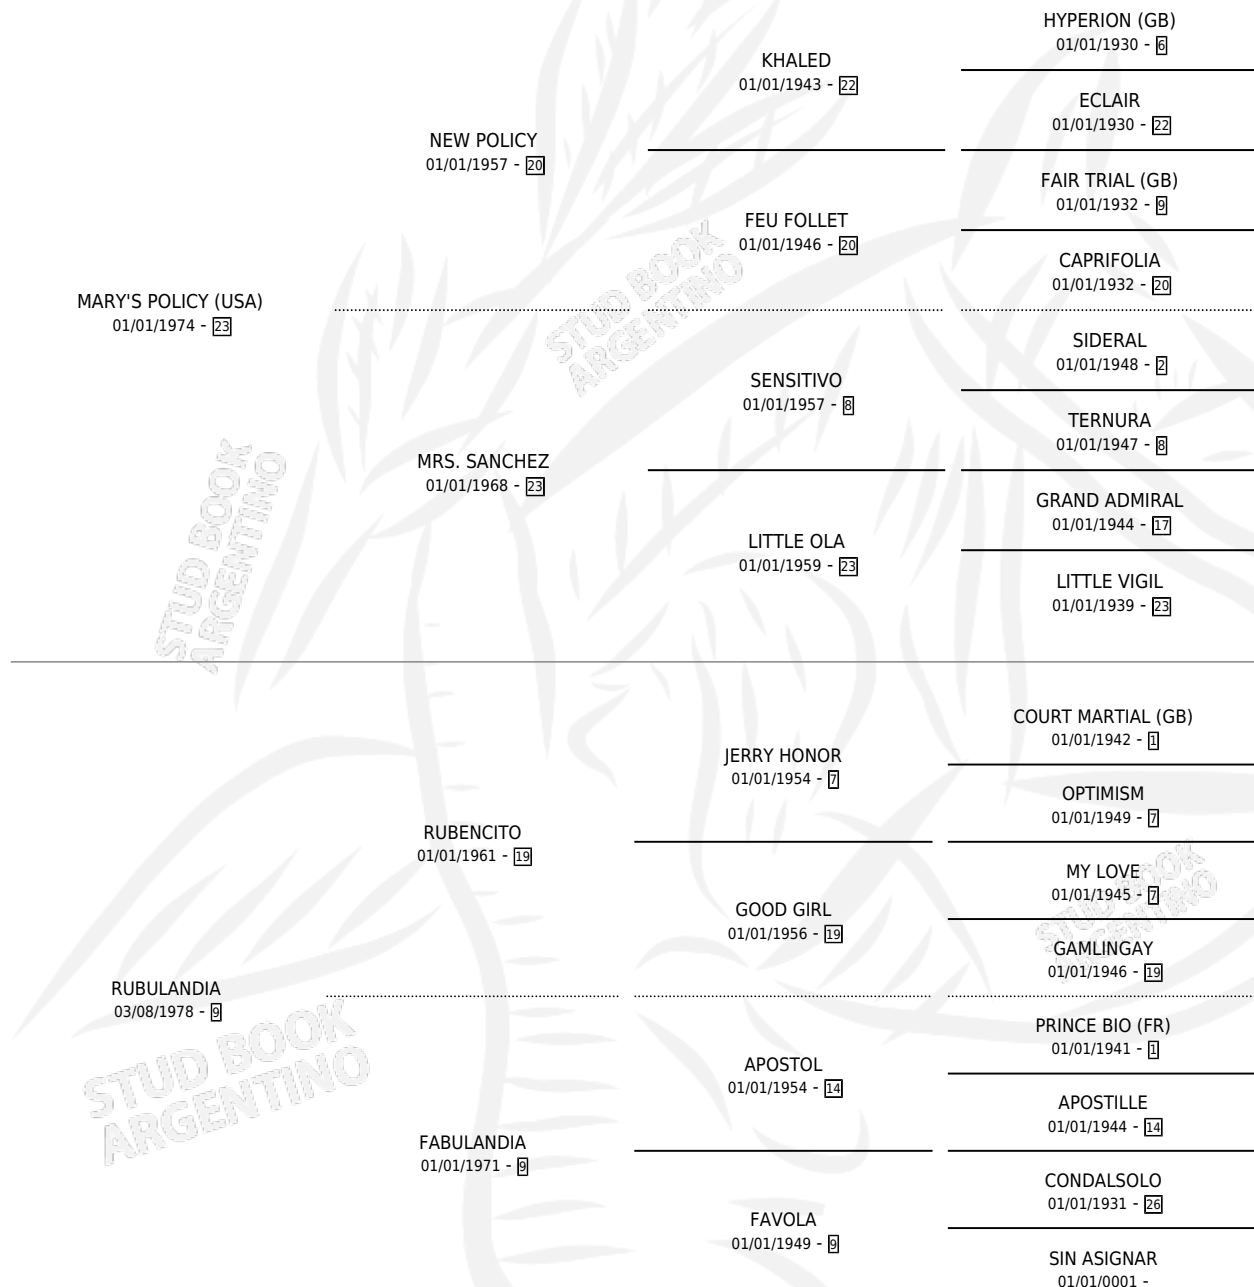 HYPERION (GB)
01/01/1930 - 6
KHALED
01/01/1943 - 22
ECLAIR
01/01/1930 - 22
NEW POLICY
01/01/1957 - 20
FAIR TRIAL (GB)
01/01/1932 - 9
FEU FOLLET
01/01/1946 - 20
CAPRIFOLIA
01/01/1932 - 20
MARY'S POLICY (USA)
01/01/1974 - 23
SIDERAL
01/01/1948 - 2
SENSITIVO
01/01/1957 - 8
TERNURA
01/01/1947 - 8
MRS. SANCHEZ
01/01/1968 - 23
GRAND ADMIRAL
01/01/1944 - 17
LITTLE OLA
01/01/1959 - 23
LITTLE VIGIL
01/01/1939 - 23
STUD BOOK
ARGENTINO
STUD BOOK
ARGENTINO
COURT MARTIAL (GB)
01/01/1942 - 1
JERRY HONOR
01/01/1954 - 7
OPTIMISM
01/01/1949 - 7
RUBENCITO
01/01/1961 - 19
MY LOVE
01/01/1945 - 7
GOOD GIRL
01/01/1956 - 19
GAMLINGAY
01/01/1946 - 19
STUD BOOK
ARGENTINO
RUBULANDIA
03/08/1978 - 9
PRINCE BIO (FR)
01/01/1941 - 1
APOSTOL
01/01/1954 - 14
APOSTILLE
01/01/1944 - 14
STUD BOOK
ARGENTINO
FABULANDIA
01/01/1971 - 9
CONDALSOLO
01/01/1931 - 26
FAVOLA
01/01/1949 - 9
SIN ASIGNAR
01/01/0001 -